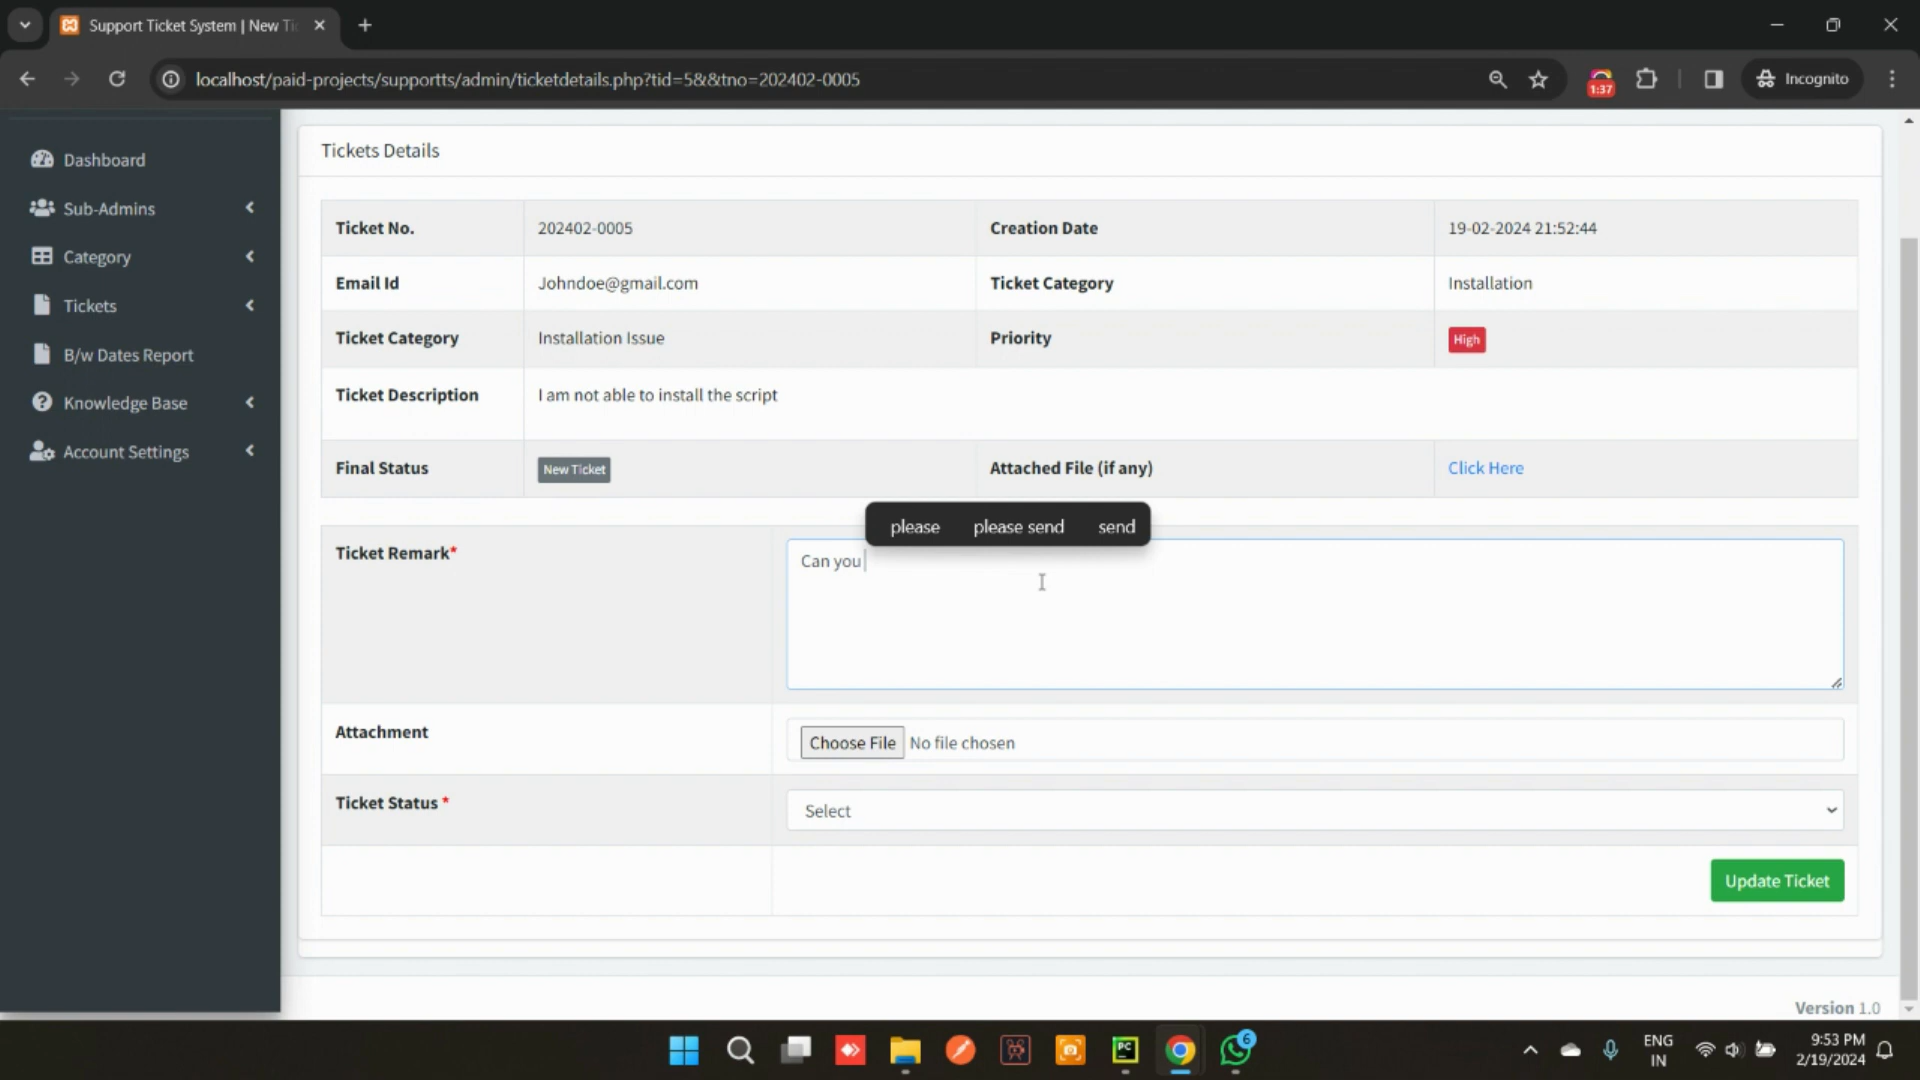 Support Ticket System | New Tic
localhost/paid-projects/supportts/admin/ticketdetails.php?tid=5&&tno=202402-0005
1:37
Incognito
Dashboard
Sub-Admins
Category
Tickets
B/w Dates Report
Knowledge Base
Account Settings
Tickets Details
Ticket No. 202402-0005 Creation Date 19-02-2024 21:52:44
Email Id Johndoe@gmail.com Ticket Category Installation
Ticket Category Installation Issue Priority High
Ticket Description I am not able to install the script
Final Status New Ticket Attached File (if any) Click Here
please please send send
Ticket Remark* Can you
Attachment Choose File No file chosen
Ticket Status * Select
Update Ticket
Version 1.0
PC
6
ENG
IN
9:53 PM
2/19/2024